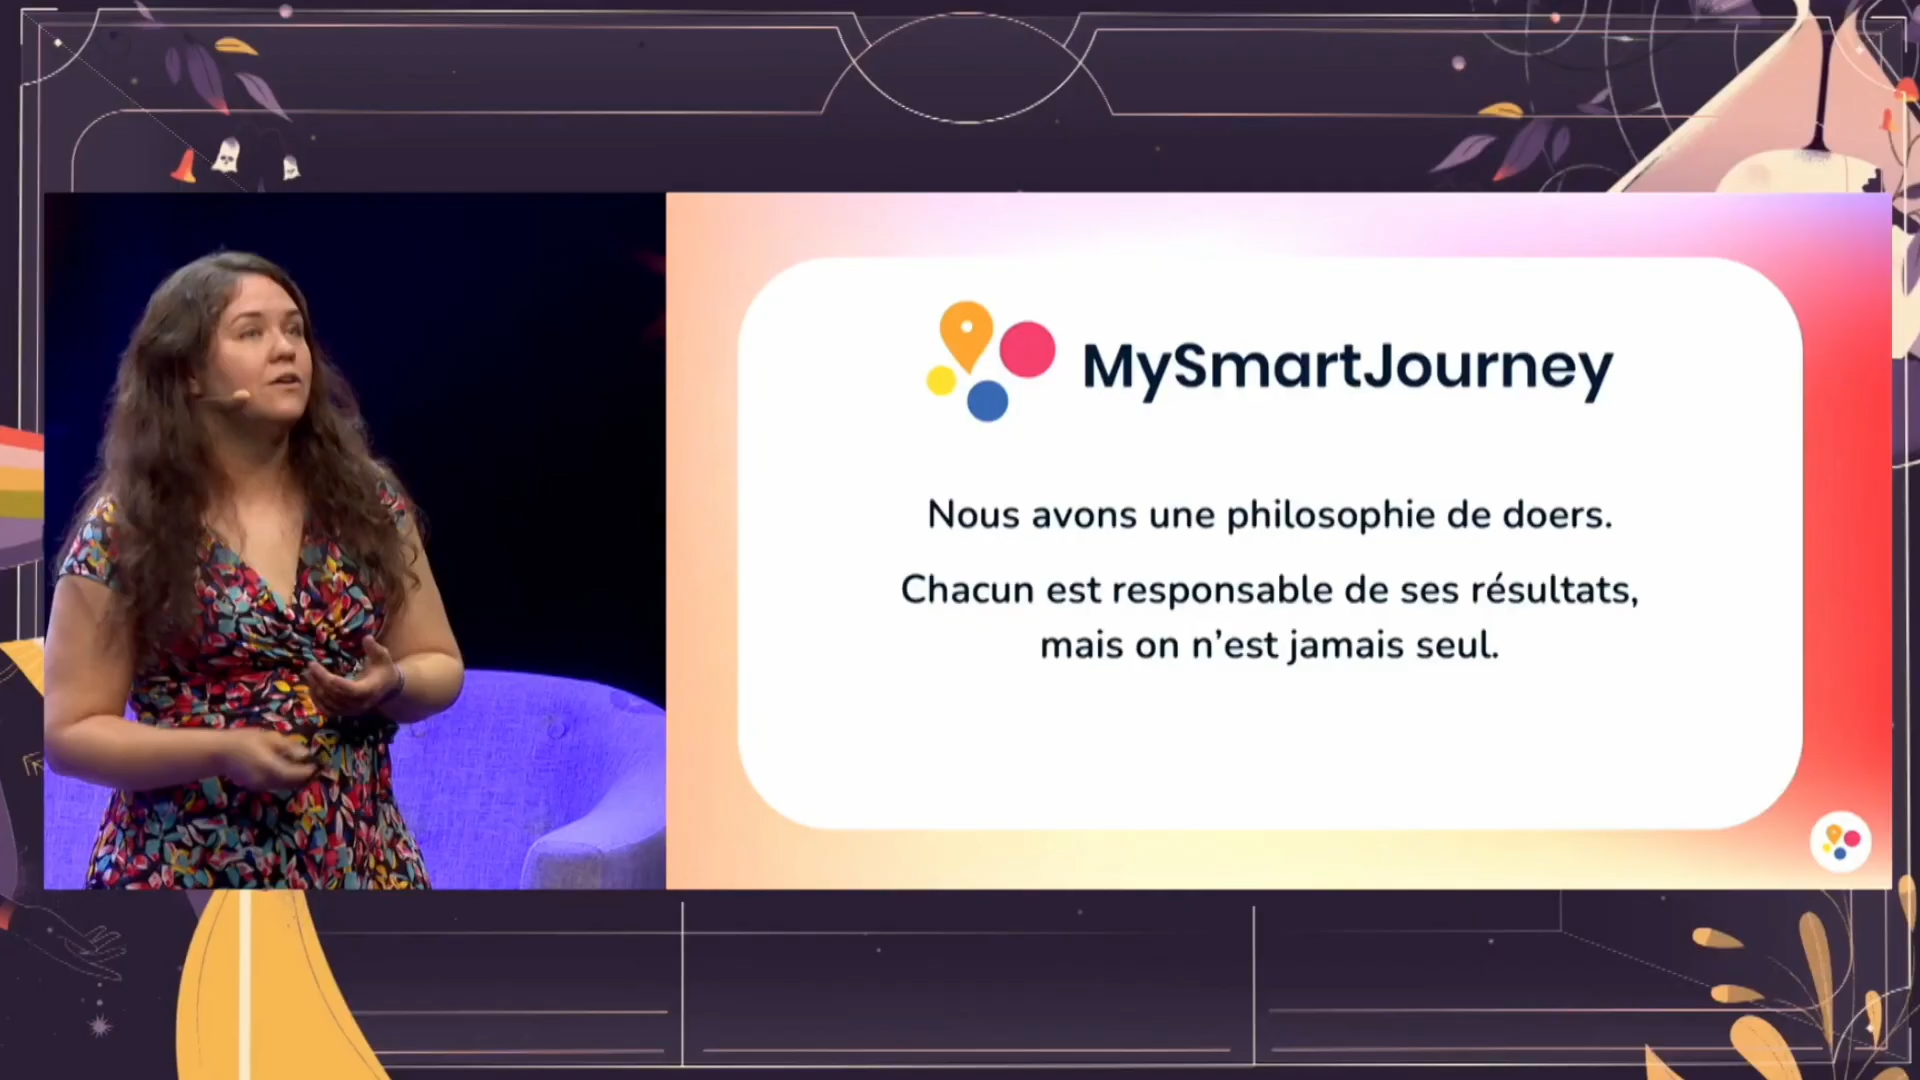 MySmartJourney
Nous avons une philosophie de doers.
Chacun est responsable de ses résultats,
mais on n’est jamais seul.